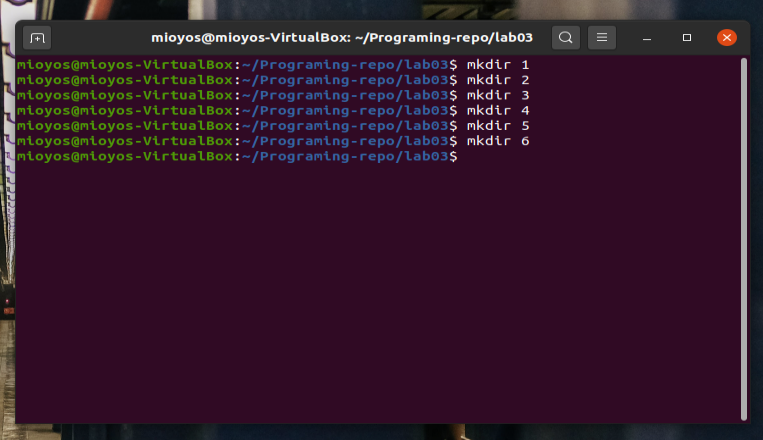 mioyos@mioyos-VirtualBox: ~/Programing-repo/lab03
mioyos@mioyos-VirtualBox:~/Programing-repo/lab03$ mkdir 1
mioyos@mioyos-VirtualBox:~/Programing-repo/lab03$ mkdir 2
mioyos@mioyos-VirtualBox:~/Programing-repo/lab03$ mkdir 3
mioyos@mioyos-VirtualBox:~/Programing-repo/lab03$ mkdir 4
mioyos@mioyos-VirtualBox:~/Programing-repo/lab03$ mkdir 5
mioyos@mioyos-VirtualBox:~/Programing-repo/lab03$ mkdir 6
mioyos@mioyos-VirtualBox:~/Programing-repo/lab03$